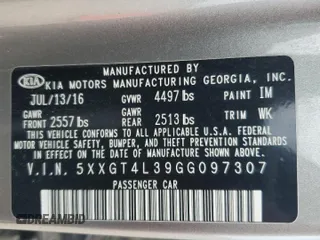 MANUFACTURED BY
KIA KIA MOTORS MANUFACTURING GEORGIA, INC.
JUL/13/16 GVWR 4497 lbs PAINT IM
GAWR FRONT 2557 lbs GAWR REAR 2513 lbs TRIM WK
THIS VEHICLE CONFORMS TO ALL APPLICABLE U.S.A. FEDERAL MOTOR
VEHICLE SAFETY, BUMPER, AND THEFT PREVENTION STANDARDS
IN EFFECT ON THE DATE OF MANUFACTURE SHOWN ABOVE.
V.I.N. 5XXGT4L39GG097307
PASSENGER CAR
DREAMBID